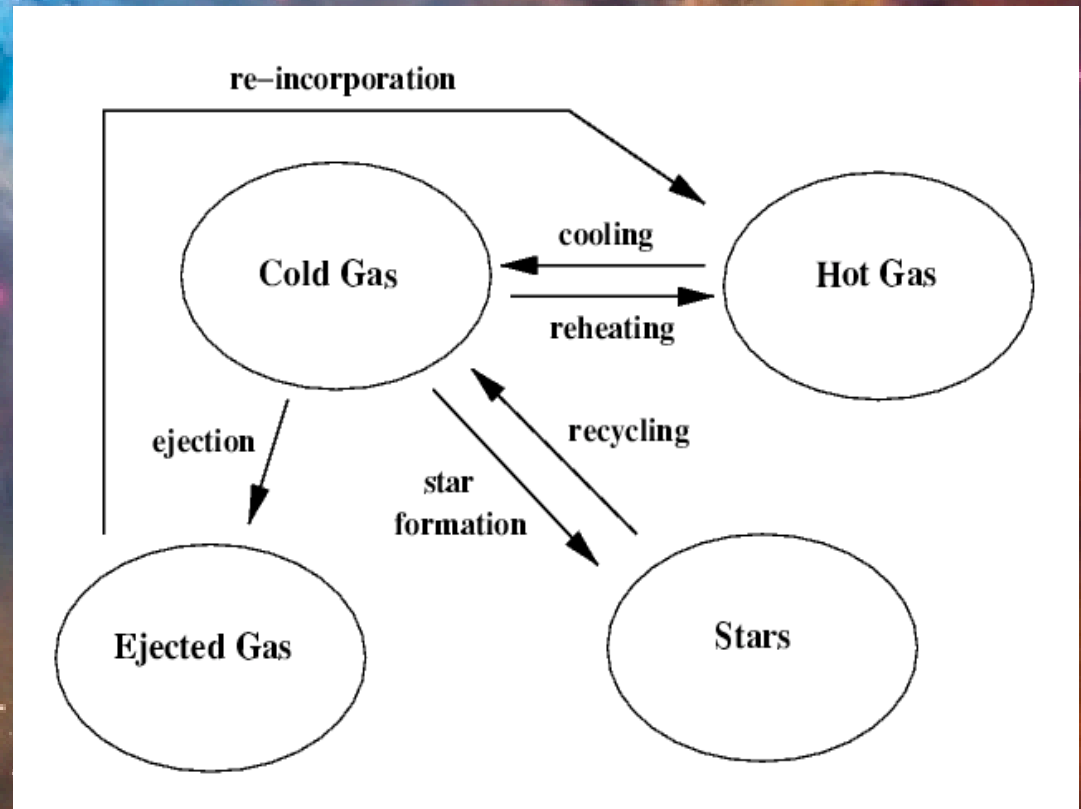 re-incorporation
cooling
Cold Gas
Hot Gas
reheating
ejection
recycling
star
formation
Ejected Gas
Stars